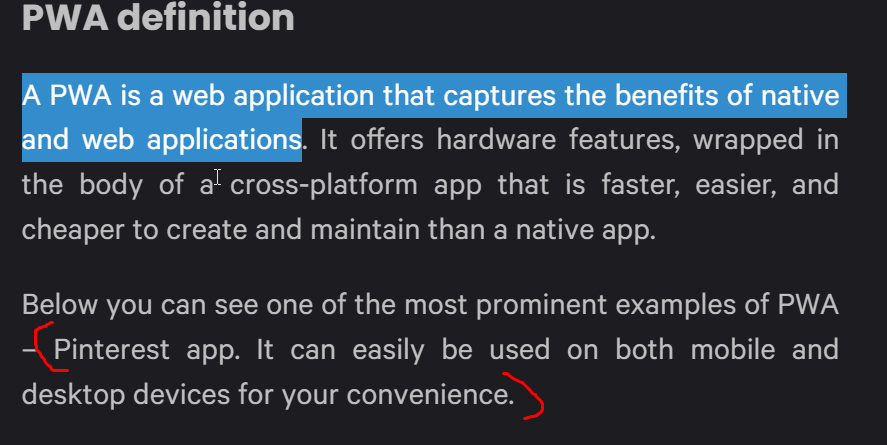 PWA definition
A PWA is a web application that captures the benefits of native
and web applications. It offers hardware features, wrapped in
the body of a cross-platform app that is faster, easier, and
cheaper to create and maintain than a native app.
Below you can see one of the most prominent examples of PWA
– Pinterest app. It can easily be used on both mobile and
desktop devices for your convenience.